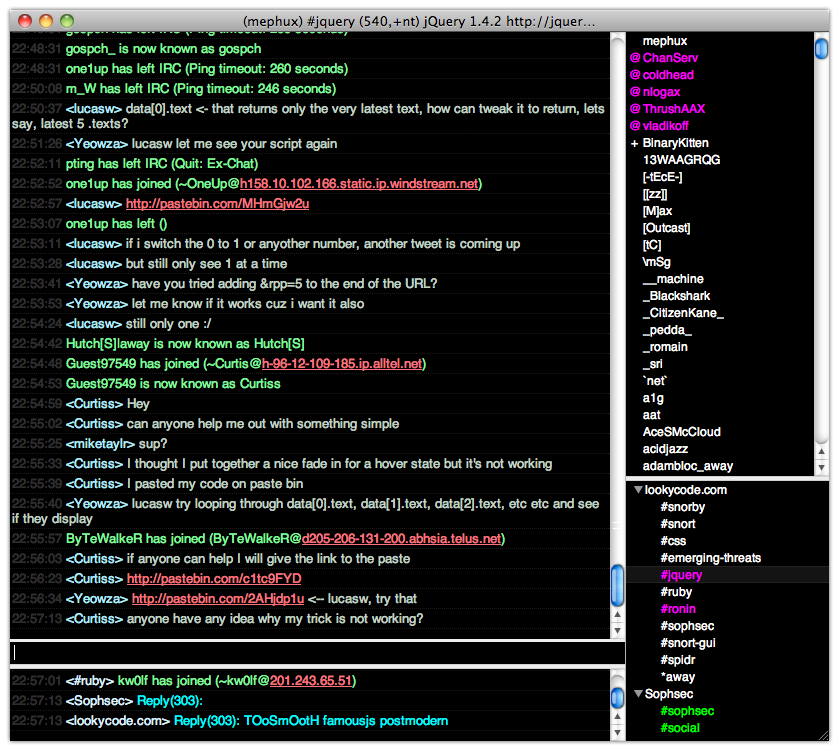 (mephux) #jquery (540,+nt) jQuery 1.4.2 http://jquer…
22:48:31 gospch_ is now known as gospch
22:48:31 one1up has left IRC (Ping timeout: 260 seconds)
22:50:08 m_W has left IRC (Ping timeout: 246 seconds)
22:50:37 <lucasw> data[0].text <- that returns only the very latest text, how can tweak it to return, lets
say, latest 5 .texts?
22:51:26 <Yeowza> lucasw let me see your script again
22:52:11 pting has left IRC (Quit: Ex-Chat)
22:52:52 one1up has joined (~OneUp@h158.10.102.166.static.ip.windstream.net)
22:52:57 <lucasw> http://pastebin.com/MHmGjw2u
22:53:07 one1up has left ()
22:53:11 <lucasw> if i switch the 0 to 1 or anyother number, another tweet is coming up
22:53:28 <lucasw> but still only see 1 at a time
22:53:41 <Yeowza> have you tried adding &rpp=5 to the end of the URL?
22:53:53 <Yeowza> let me know if it works cuz i want it also
22:54:24 <lucasw> still only one :/
22:54:42 Hutch[S]|away is now known as Hutch[S]
22:54:48 Guest97549 has joined (~Curtis@h-96-12-109-185.ip.alltel.net)
22:54:53 Guest97549 is now known as Curtiss
22:54:59 <Curtiss> Hey
22:55:02 <Curtiss> can anyone help me out with something simple
22:55:25 <miketaylr> sup?
22:55:33 <Curtiss> I thought I put together a nice fade in for a hover state but it's not working
22:55:39 <Curtiss> I pasted my code on paste bin
22:55:40 <Yeowza> lucasw try looping through data[0].text, data[1].text, data[2].text, etc etc and see
if they display
22:55:57 ByTeWalkeR has joined (ByTeWalkeR@d205-206-131-200.abhsia.telus.net)
22:56:03 <Curtiss> if anyone can help I will give the link to the paste
22:56:23 <Curtiss> http://pastebin.com/c1tc9FYD
22:56:34 <Yeowza> http://pastebin.com/2AHjdp1u <-- lucasw, try that
22:57:13 <Curtiss> anyone have any idea why my trick is not working?
22:57:01 <#ruby> kw0lf has joined (~kw0lf@201.243.65.51)
22:57:13 <Sophsec> Reply(303):
22:57:13 <lookycode.com> Reply(303): TOoSmOotH famousjs postmodern
mephux
@ ChanServ
@ coldhead
@ nlogax
@ ThrushAAX
@ vladikoff
+ BinaryKitten
13WAAGRQG
[-tEcE-]
[[zz]]
[M]ax
[Outcast]
[tC]
\mSg
__machine
_Blackshark
_CitizenKane_
_pedda_
_romain
_sri
`net`
a1g
aat
AceSMcCloud
acidjazz
adambloc_away
lookycode.com
#snorby
#snort
#css
#emerging-threats
#jquery
#ruby
#ronin
#sophsec
#snort-gui
#spidr
*away
Sophsec
#sophsec
#social